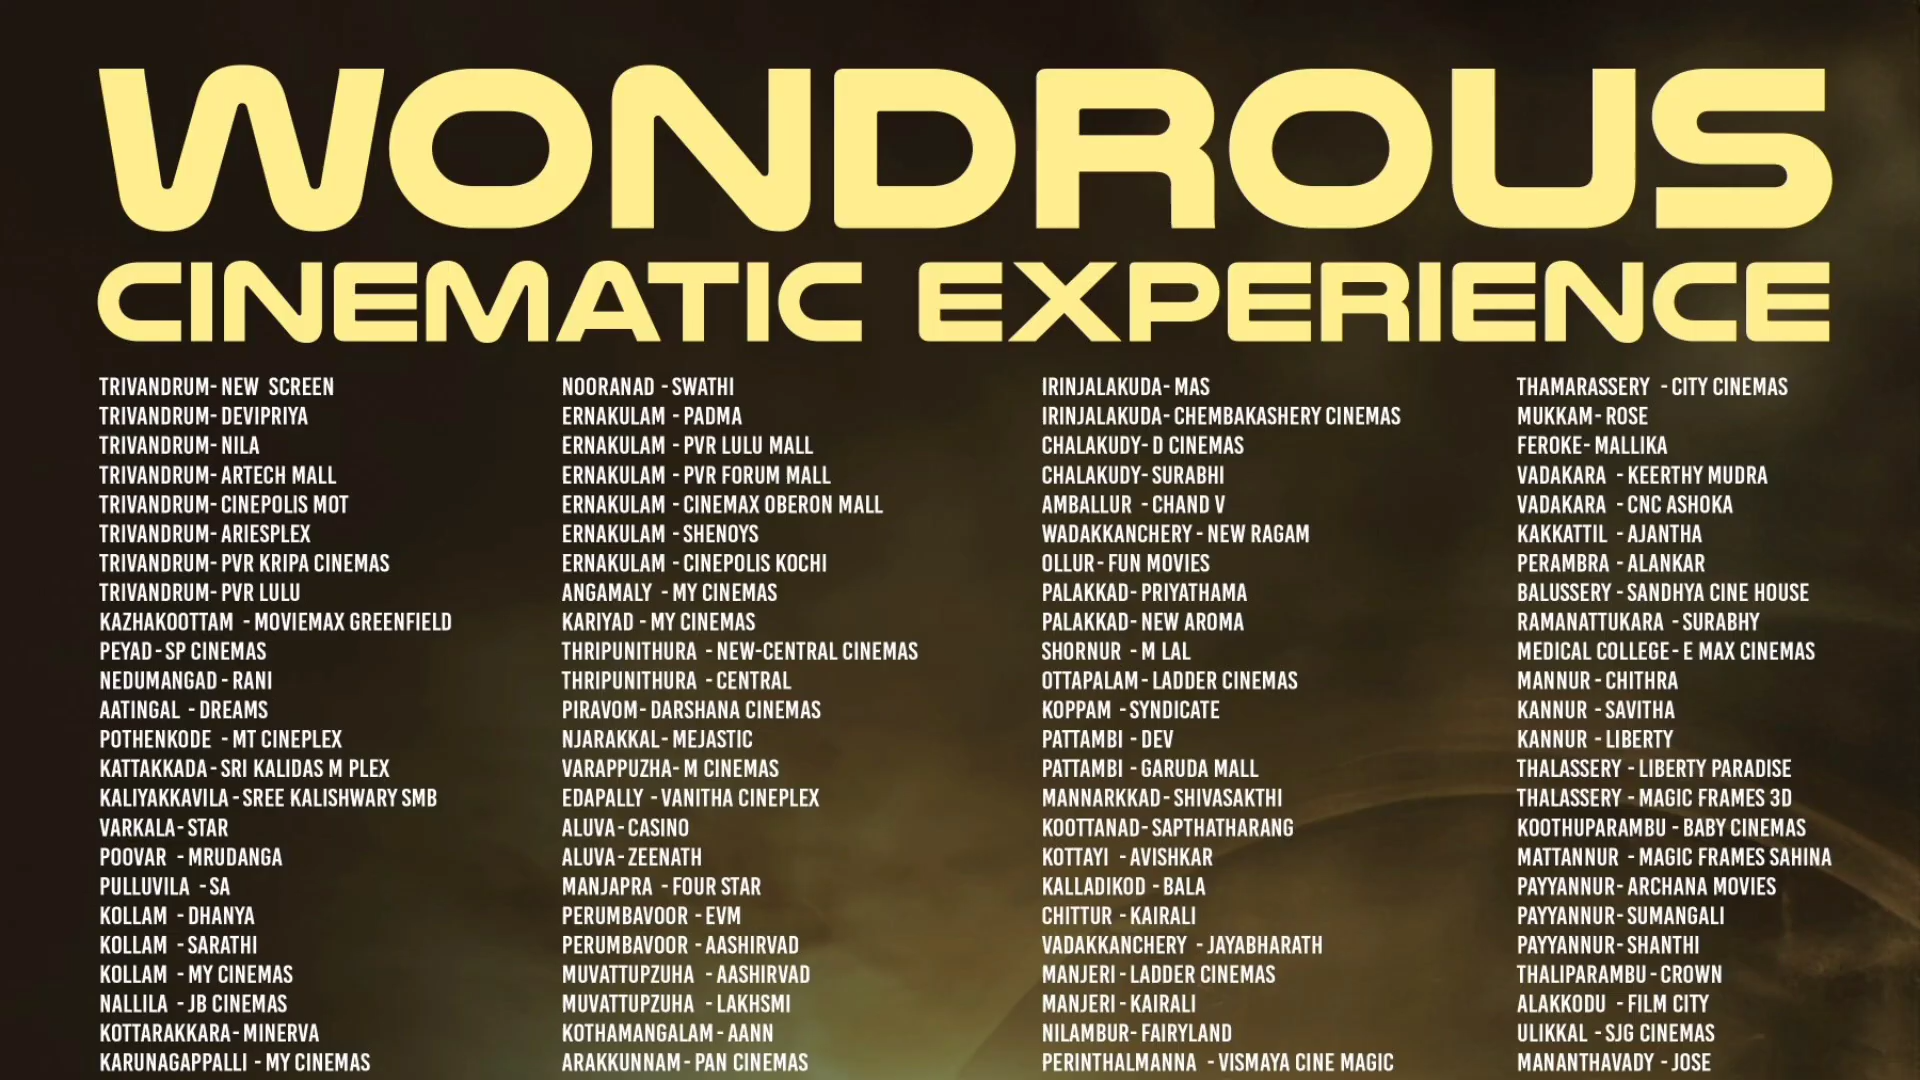 WONDROUS
CINEMATIC EXPERIENCE
TRIVANDRUM- NEW SCREEN
TRIVANDRUM- DEVIPRIYA
TRIVANDRUM- NILA
TRIVANDRUM- ARTECH MALL
TRIVANDRUM- CINEPOLIS MOT
TRIVANDRUM- ARIESPLEX
TRIVANDRUM- PVR KRIPA CINEMAS
TRIVANDRUM- PVR LULU
KAZHAKOOTTAM - MOVIEMAX GREENFIELD
PEYAD - SP CINEMAS
NEDUMANGAD - RANI
AATINGAL - DREAMS
POTHENKODE - MT CINEPLEX
KATTAKKADA - SRI KALIDAS M PLEX
KALIYAKKAVILA - SREE KALISHWARY SMB
VARKALA - STAR
POOVAR - MRUDANGA
PULLUVILA - SA
KOLLAM - DHANYA
KOLLAM - SARATHI
KOLLAM - MY CINEMAS
NALLILA - JB CINEMAS
KOTTARAKKARA - MINERVA
KARUNAGAPPALLI - MY CINEMAS
NOORANAD - SWATHI
ERNAKULAM - PADMA
ERNAKULAM - PVR LULU MALL
ERNAKULAM - PVR FORUM MALL
ERNAKULAM - CINEMAX OBERON MALL
ERNAKULAM - SHENOYS
ERNAKULAM - CINEPOLIS KOCHI
ANGAMALY - MY CINEMAS
KARIYAD - MY CINEMAS
THRIPUNITHURA - NEW-CENTRAL CINEMAS
THRIPUNITHURA - CENTRAL
PIRAVOM- DARSHANA CINEMAS
NJARAKKAL- MEJASTIC
VARAPPUZHA- M CINEMAS
EDAPALLY - VANITHA CINEPLEX
ALUVA - CASINO
ALUVA - ZEENATH
MANJAPRA - FOUR STAR
PERUMBAVOOR - EVM
PERUMBAVOOR - AASHIRVAD
MUVATTUPZUHA - AASHIRVAD
MUVATTUPZUHA - LAKHSMI
KOTHAMANGALAM - AANN
ARAKKUNNAM - PAN CINEMAS
IRINJALAKUDA- MAS
IRINJALAKUDA- CHEMBAKASHERY CINEMAS
CHALAKUDY- D CINEMAS
CHALAKUDY- SURABHI
AMBALLUR - CHAND V
WADAKKANCHERY - NEW RAGAM
OLLUR - FUN MOVIES
PALAKKAD- PRIYATHAMA
PALAKKAD- NEW AROMA
SHORNUR - M LAL
OTTAPALAM - LADDER CINEMAS
KOPPAM - SYNDICATE
PATTAMBI - DEV
PATTAMBI - GARUDA MALL
MANNARKKAD - SHIVASAKTHI
KOOTTANAD- SAPTHATHARANG
KOTTAYI - AVISHKAR
KALLADIKOD - BALA
CHITTUR - KAIRALI
VADAKKANCHERY - JAYABHARATH
MANJERI - LADDER CINEMAS
MANJERI - KAIRALI
NILAMBUR- FAIRYLAND
PERINTHALMANNA - VISMAYA CINE MAGIC
THAMARASSERY - CITY CINEMAS
MUKKAM- ROSE
FEROKE- MALLIKA
VADAKARA - KEERTHY MUDRA
VADAKARA - CNC ASHOKA
KAKKATTIL - AJANTHA
PERAMBRA - ALANKAR
BALUSSERY - SANDHYA CINE HOUSE
RAMANATTUKARA - SURABHY
MEDICAL COLLEGE- E MAX CINEMAS
MANNUR - CHITHRA
KANNUR - SAVITHA
KANNUR - LIBERTY
THALASSERY - LIBERTY PARADISE
THALASSERY - MAGIC FRAMES 3D
KOOTHUPARAMBU - BABY CINEMAS
MATTANNUR - MAGIC FRAMES SAHINA
PAYYANNUR- ARCHANA MOVIES
PAYYANNUR- SUMANGALI
PAYYANNUR- SHANTHI
THALIPARAMBU - CROWN
ALAKKODU - FILM CITY
ULIKKAL - SJG CINEMAS
MANANTHAVADY - JOSE